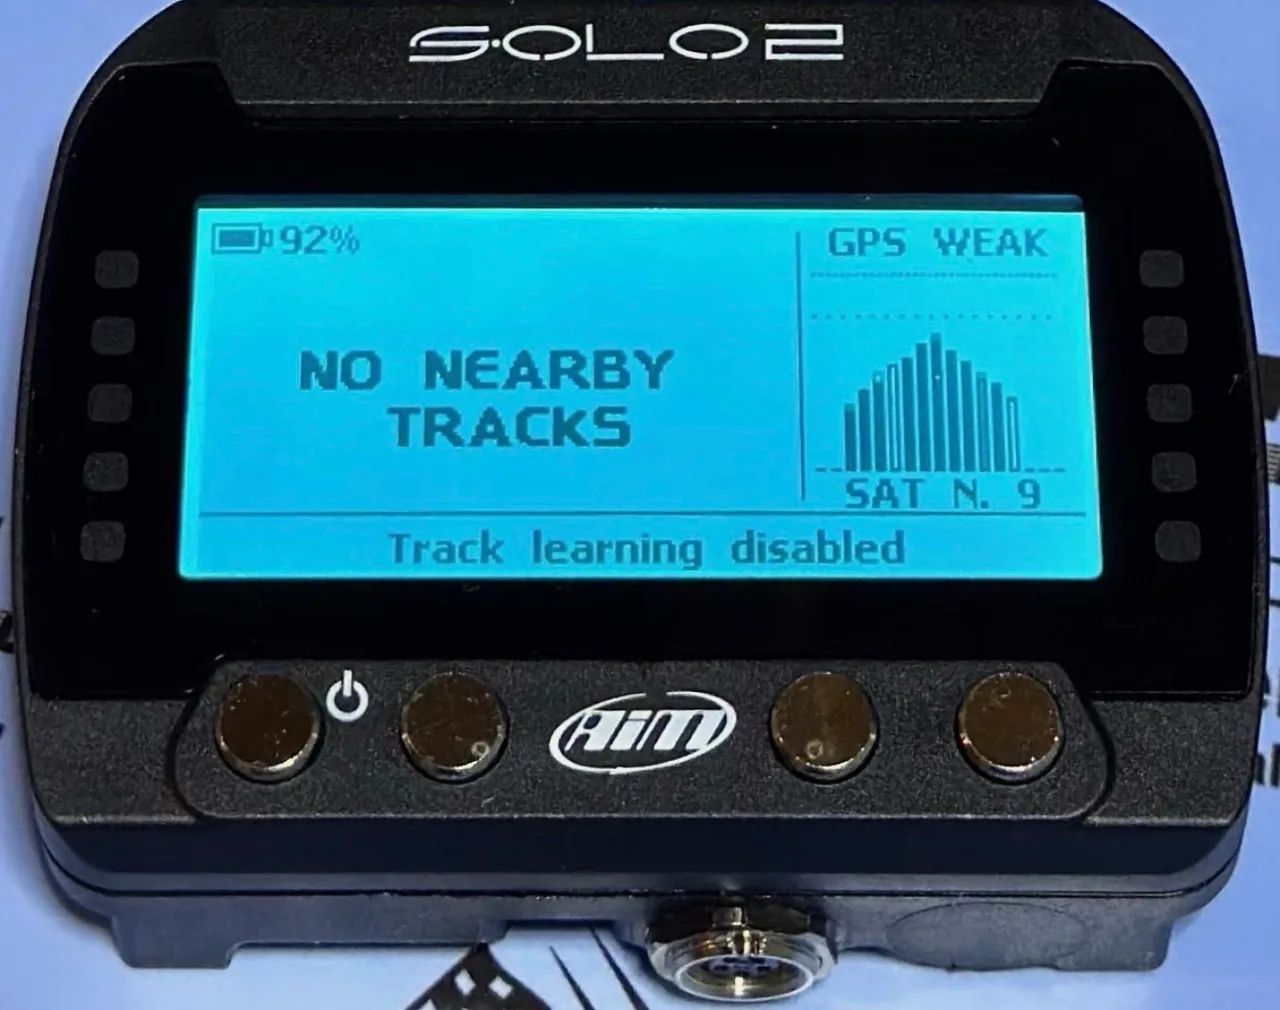 SOLO2
92%
GPS WEAK
NO NEARBY
TRACKS
SAT N. 9
Track learning disabled
AiM